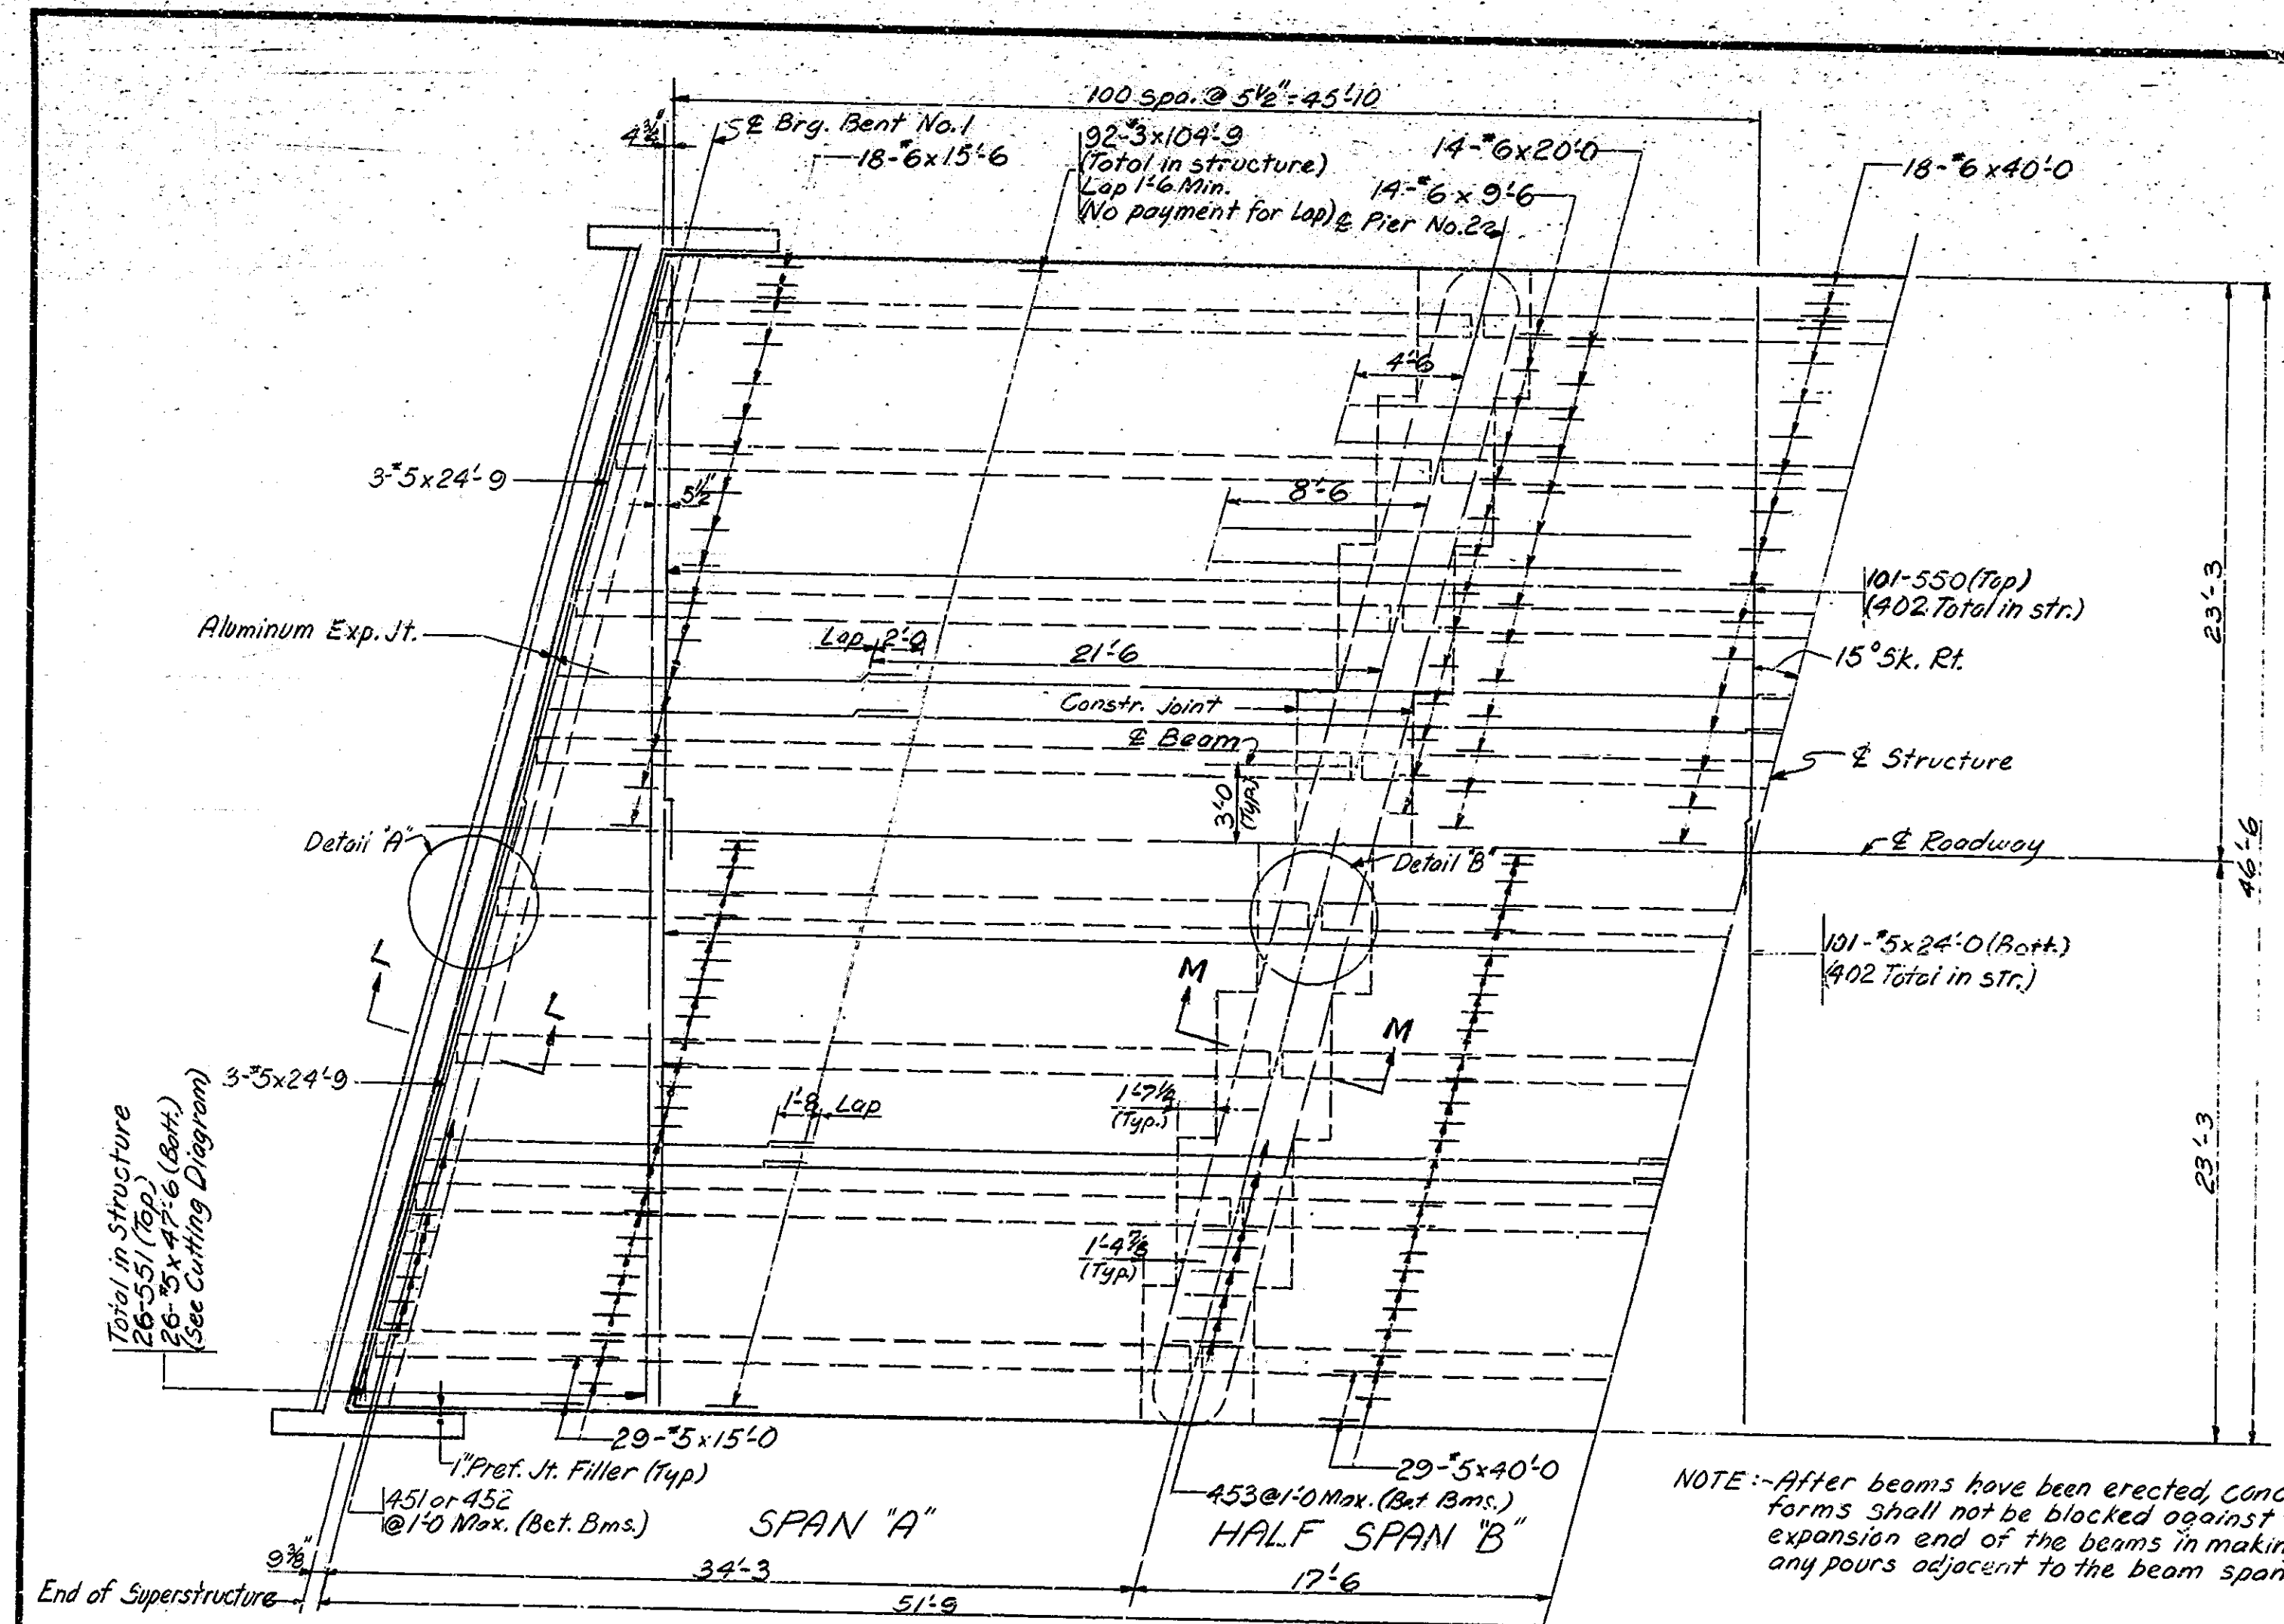 100 Spa. @ 5½"=45'-10
4¾"
℄ Brg. Bent No.1
18-#6x15'-6
92-#3x104'-9
(Total in structure)
Lap 1'-6 Min.
(No payment for Lap)
14-#6x20'-0
14-#6x9'-6
℄ Pier No.2
18-#6x40'-0
4'-6
3-#5x24'-9
5½"
8'-6
101-550 (Top)
(402 Total in str.)
23'-3
Aluminum Exp. Jt.
Lap 2'-0
21'-6
15° Sk. Rt.
Constr. joint
℄ Beam
3'-0
(Typ.)
℄ Structure
Detail "A"
Detail "B"
℄ Roadway
46'-6
101-#5x24'-0 (Bott.)
(402 Total in str.)
L
L
M
M
3-#5x24'-9
1'-8 Lap
1'-7½
(Typ.)
23'-3
Total in structure
26-551 (Top)
26-#5x47'-6 (Bott.)
(See Cutting Diagram)
1'-4⅞
(Typ)
29-#5x15'-0
1" Pref. Jt. Filler (Typ)
29-#5x40'-0
451 or 452
@1'-0 Max. (Bet. Bms.)
453@1'-0 Max. (Bet. Bms.)
SPAN "A"
HALF SPAN "B"
NOTE:-After beams have been erected,
forms shall not be blocked against
expansion end of the beams in
any pours adjacent to the beam
9⅜"
34'-3
17'-6
End of Superstructure
51'-9